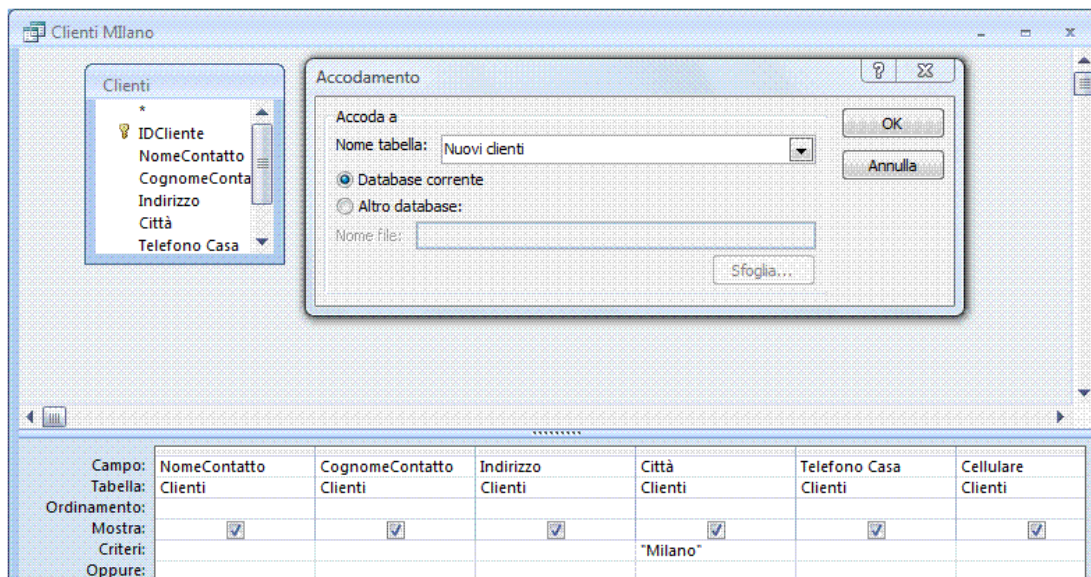 Clienti MIlano
Clienti
*
IDCliente
NomeContatto
CognomeConta
Indirizzo
Città
Telefono Casa
Accodamento
Accoda a
Nome tabella: Nuovi clienti
Database corrente
Altro database:
Nome file:
Sfoglia...
OK
Annulla
Campo: NomeContatto CognomeContatto Indirizzo Città Telefono Casa Cellulare
Tabella: Clienti Clienti Clienti Clienti Clienti Clienti
Ordinamento:
Mostra:
Criteri: "Milano"
Oppure: